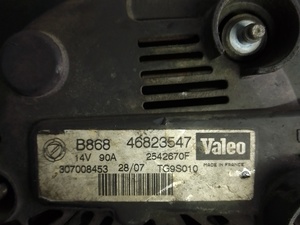 B868 46823547 Valeo
14V 90A 2542670F MADE IN FRANCE
307008453 28/07 TG9S010